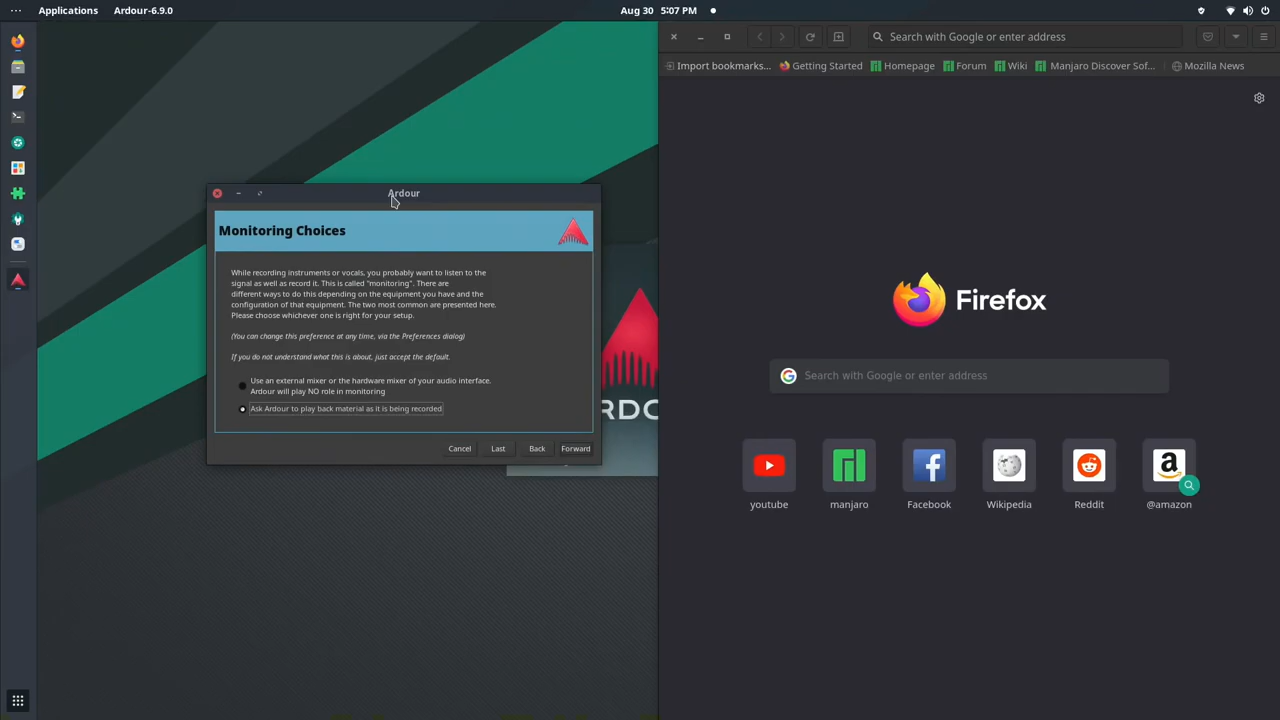 Applications
Ardour-6.9.0
Aug 30 5:07 PM
Search with Google or enter address
Import bookmarks...
Getting Started
Homepage
Forum
Wiki
Manjaro Discover Sof...
Mozilla News
Ardour
Monitoring Choices
While recording instruments or vocals, you probably want to listen to the
signal as well as record it. This is called "monitoring". There are
different ways to do this depending on the equipment you have and the
configuration of that equipment. The two most common are presented here.
Please choose whichever one is right for your setup.
(You can change this preference at any time, via the Preferences dialog)
If you do not understand what this is about, just accept the default.
Use an external mixer or the hardware mixer of your audio interface.
Ardour will play NO role in monitoring
Ask Ardour to play back material as it is being recorded
Cancel
Last
Back
Forward
ARDO
Firefox
Search with Google or enter address
youtube
manjaro
Facebook
Wikipedia
Reddit
@amazon